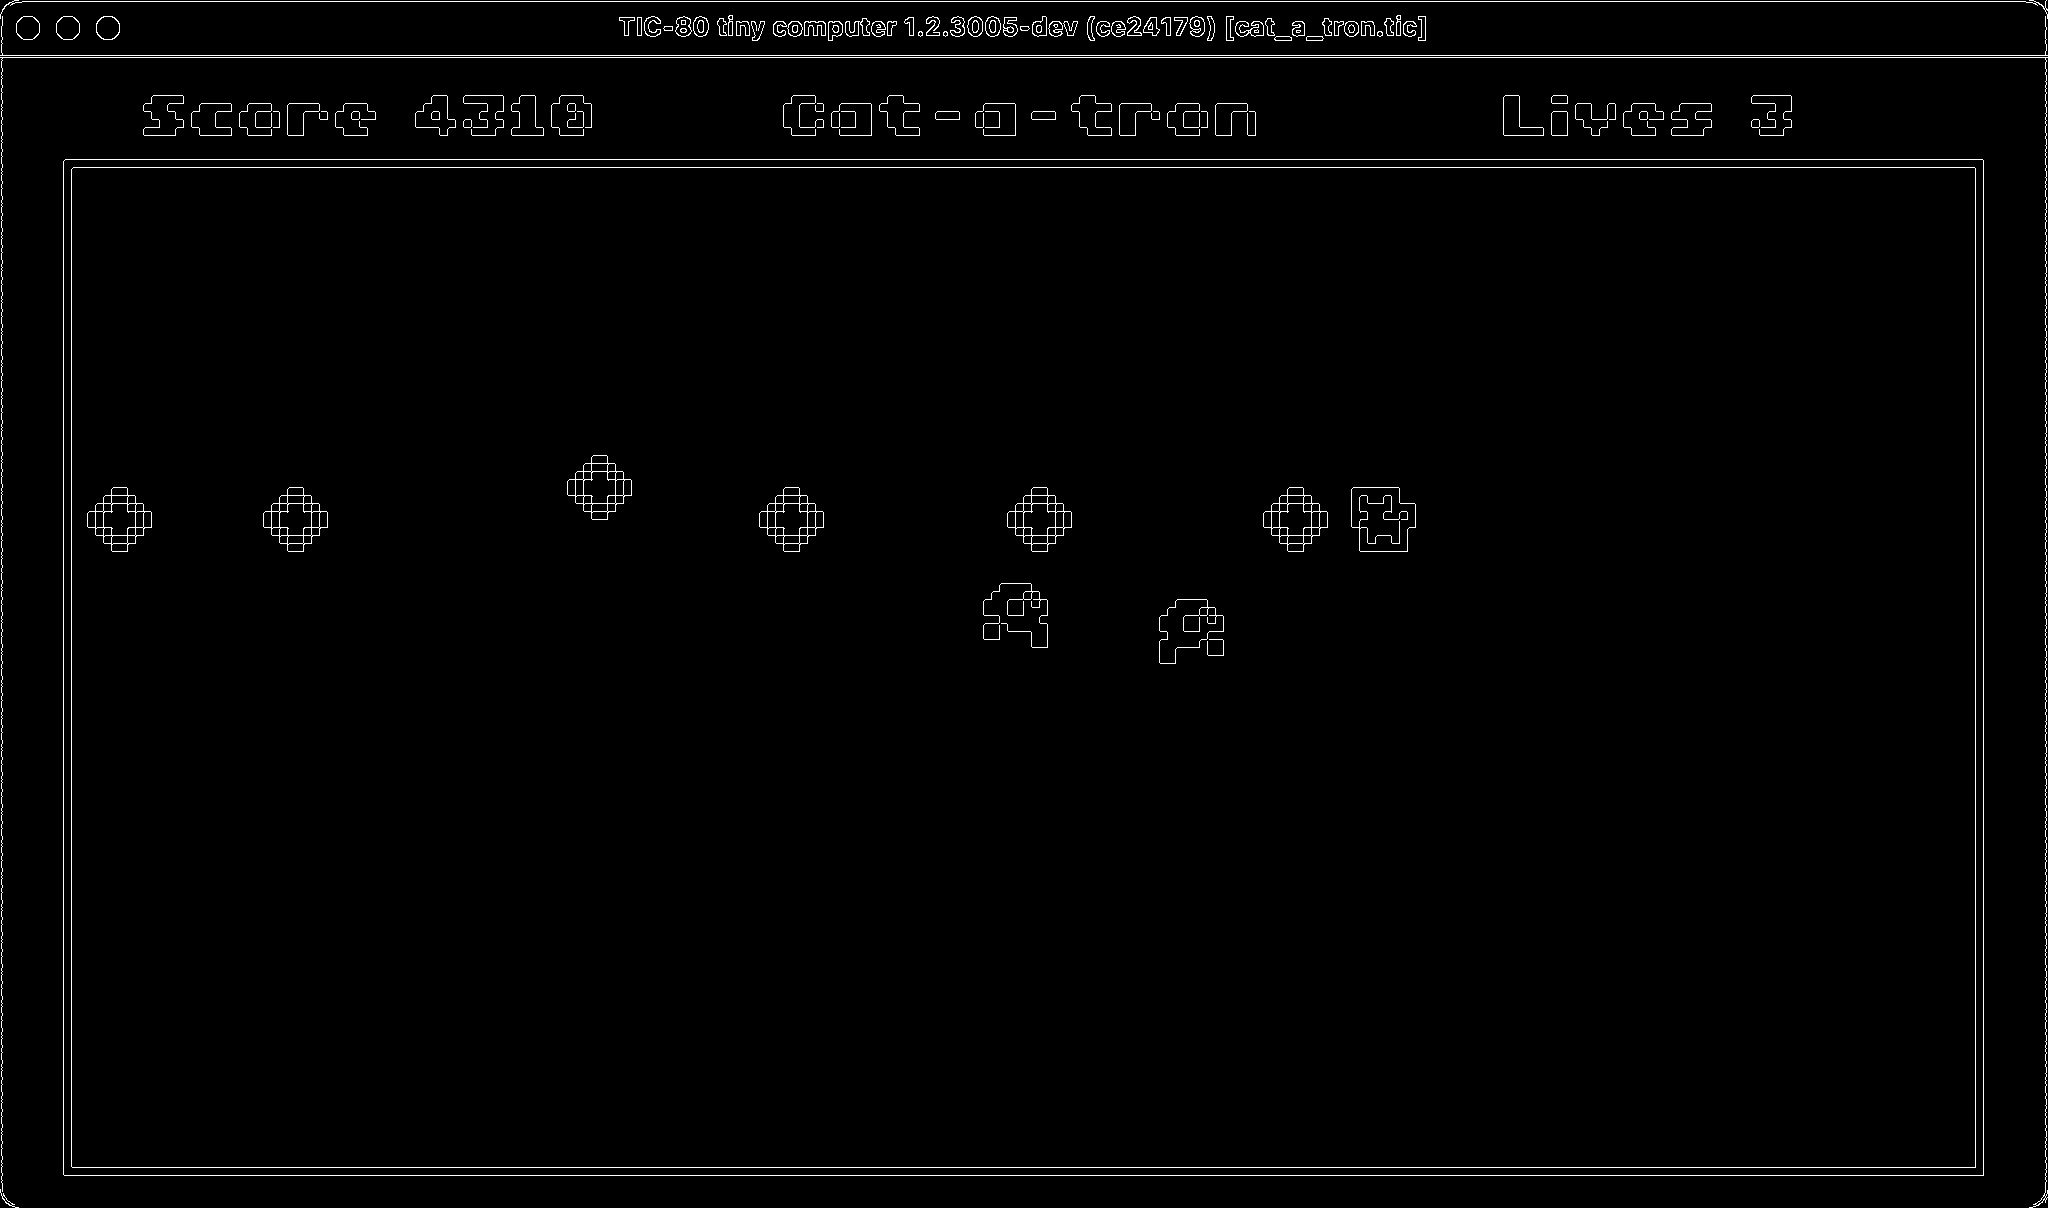 TIC-80 tiny computer 1.2.3005-dev (ce24179) [cat_a_tron.tic]
Score 4310 Cat-a-tron Lives 3